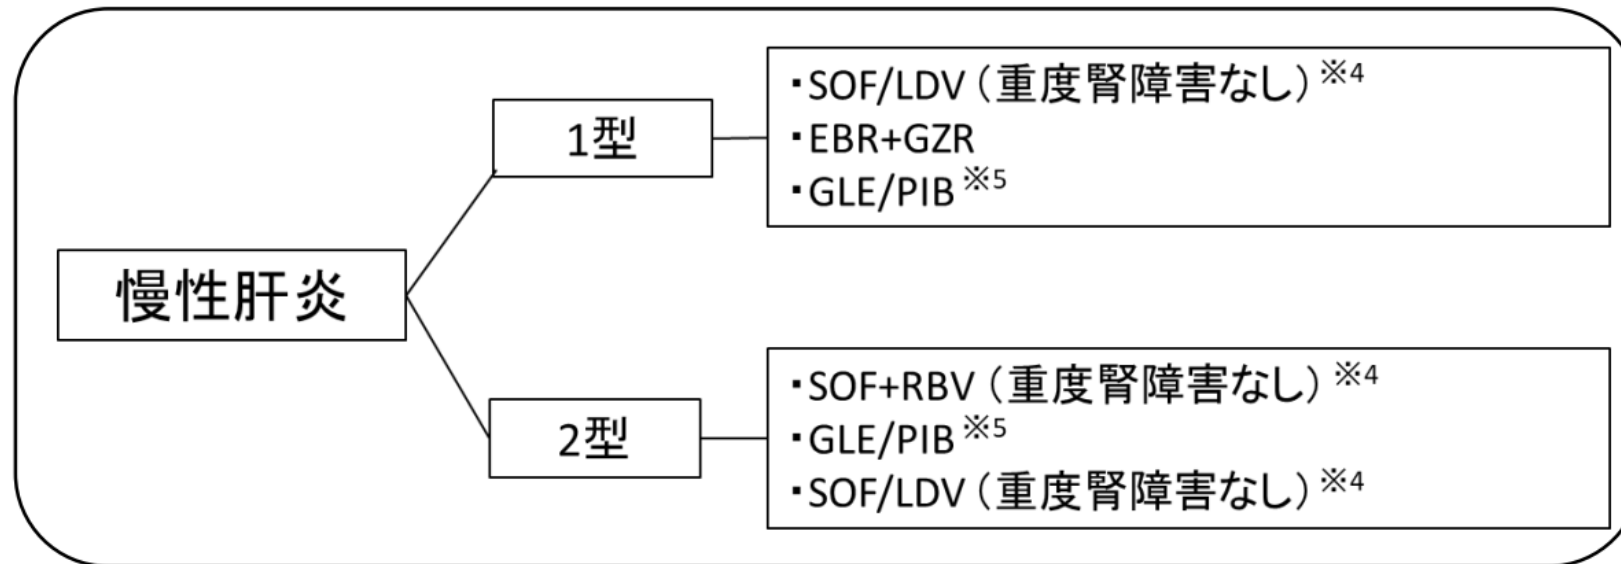 慢性肝炎
1型
・SOF/LDV（重度腎障害なし）※4
・EBR+GZR
・GLE/PIB※5
2型
・SOF+RBV（重度腎障害なし）※4
・GLE/PIB※5
・SOF/LDV（重度腎障害なし）※4